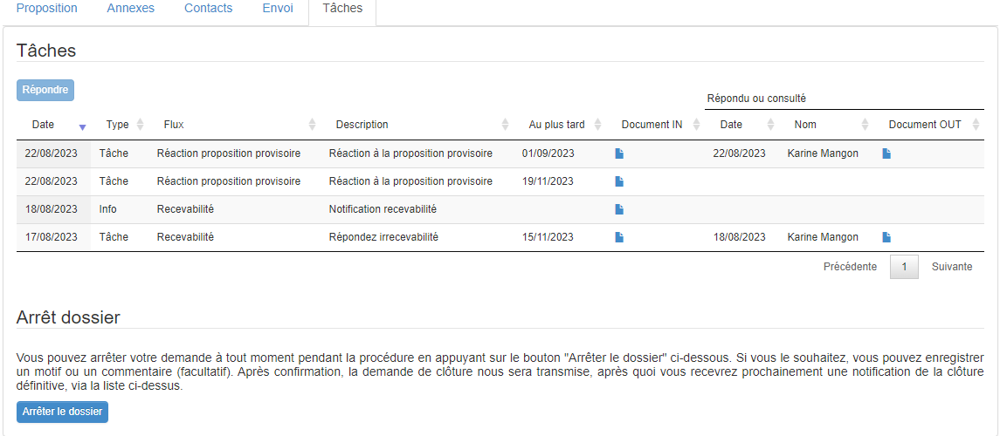 Proposition Annexes Contacts Envoi Tâches
Tâches
Répondre
Répondu ou consulté
Date Type Flux Description Au plus tard Document IN Date Nom Document OUT
22/08/2023 Tâche Réaction proposition provisoire Réaction à la proposition provisoire 01/09/2023 22/08/2023 Karine Mangon
22/08/2023 Tâche Réaction proposition provisoire Réaction à la proposition provisoire 19/11/2023
18/08/2023 Info Recevabilité Notification recevabilité
17/08/2023 Tâche Recevabilité Répondez irrecevabilité 15/11/2023 18/08/2023 Karine Mangon
Précédente 1 Suivante
Arrêt dossier
Vous pouvez arrêter votre demande à tout moment pendant la procédure en appuyant sur le bouton "Arrêter le dossier" ci-dessous. Si vous le souhaitez, vous pouvez enregistrer
un motif ou un commentaire (facultatif). Après confirmation, la demande de clôture nous sera transmise, après quoi vous recevrez prochainement une notification de la clôture
définitive, via la liste ci-dessus.
Arrêter le dossier